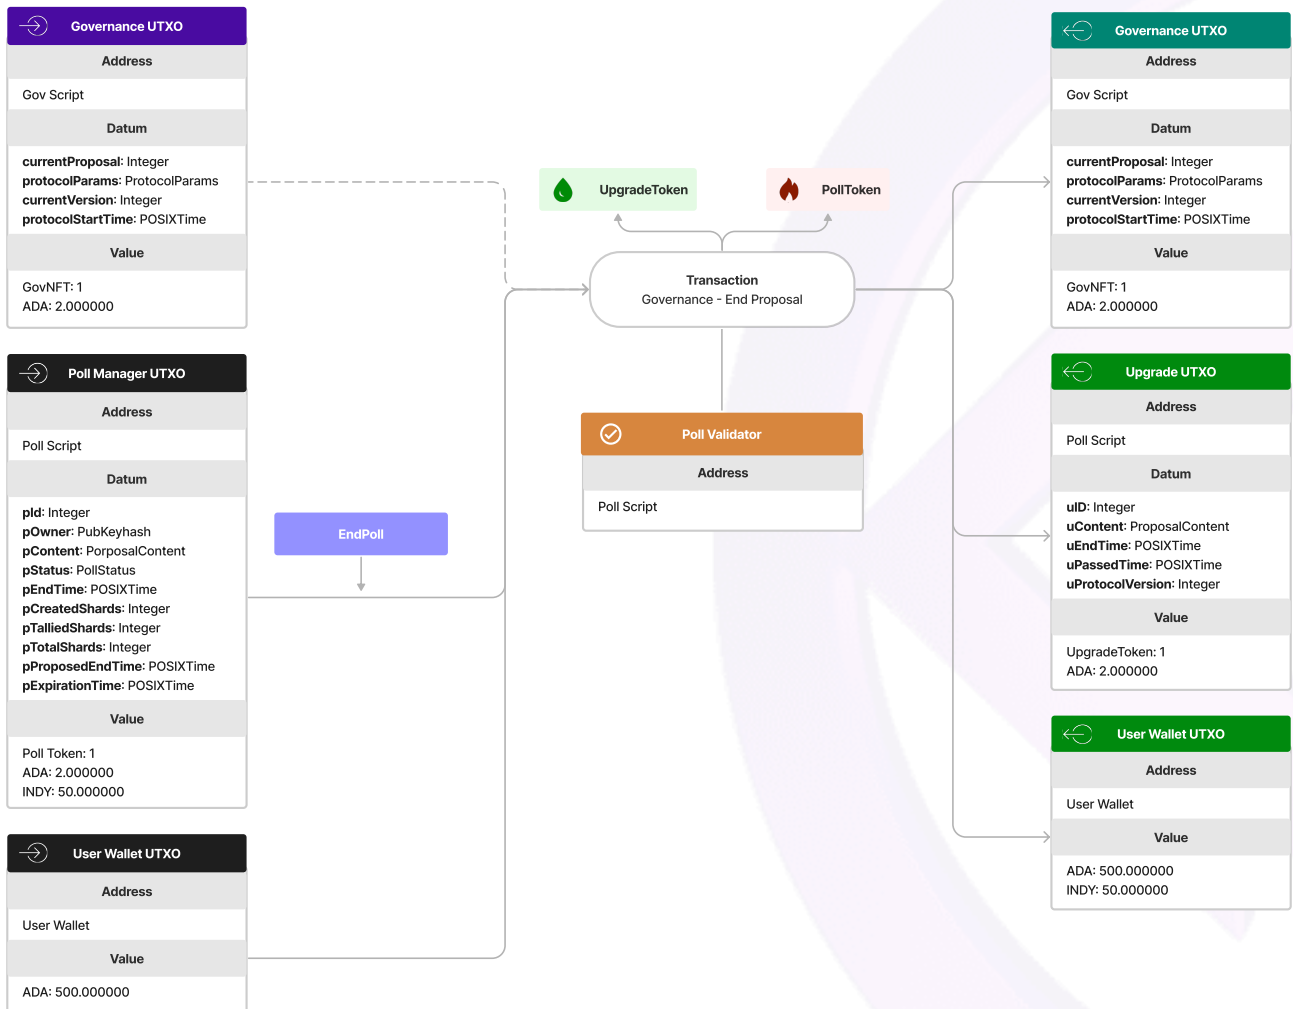 Governance UTXO
Address
Gov Script
Datum
currentProposal: Integer
protocolParams: ProtocolParams
currentVersion: Integer
protocolStartTime: POSIXTime
Value
GovNFT: 1
ADA: 2.000000
Poll Manager UTXO
Address
Poll Script
Datum
pId: Integer
pOwner: PubKeyhash
pContent: PorposalContent
pStatus: PollStatus
pEndTime: POSIXTime
pCreatedShards: Integer
pTalliedShards: Integer
pTotalShards: Integer
pProposedEndTime: POSIXTime
pExpirationTime: POSIXTime
Value
Poll Token: 1
ADA: 2.000000
INDY: 50.000000
User Wallet UTXO
Address
User Wallet
Value
ADA: 500.000000
EndPoll
UpgradeToken
PollToken
Transaction
Governance - End Proposal
Poll Validator
Address
Poll Script
Governance UTXO
Address
Gov Script
Datum
currentProposal: Integer
protocolParams: ProtocolParams
currentVersion: Integer
protocolStartTime: POSIXTime
Value
GovNFT: 1
ADA: 2.000000
Upgrade UTXO
Address
Poll Script
Datum
uID: Integer
uContent: ProposalContent
uEndTime: POSIXTime
uPassedTime: POSIXTime
uProtocolVersion: Integer
Value
UpgradeToken: 1
ADA: 2.000000
User Wallet UTXO
Address
User Wallet
Value
ADA: 500.000000
INDY: 50.000000